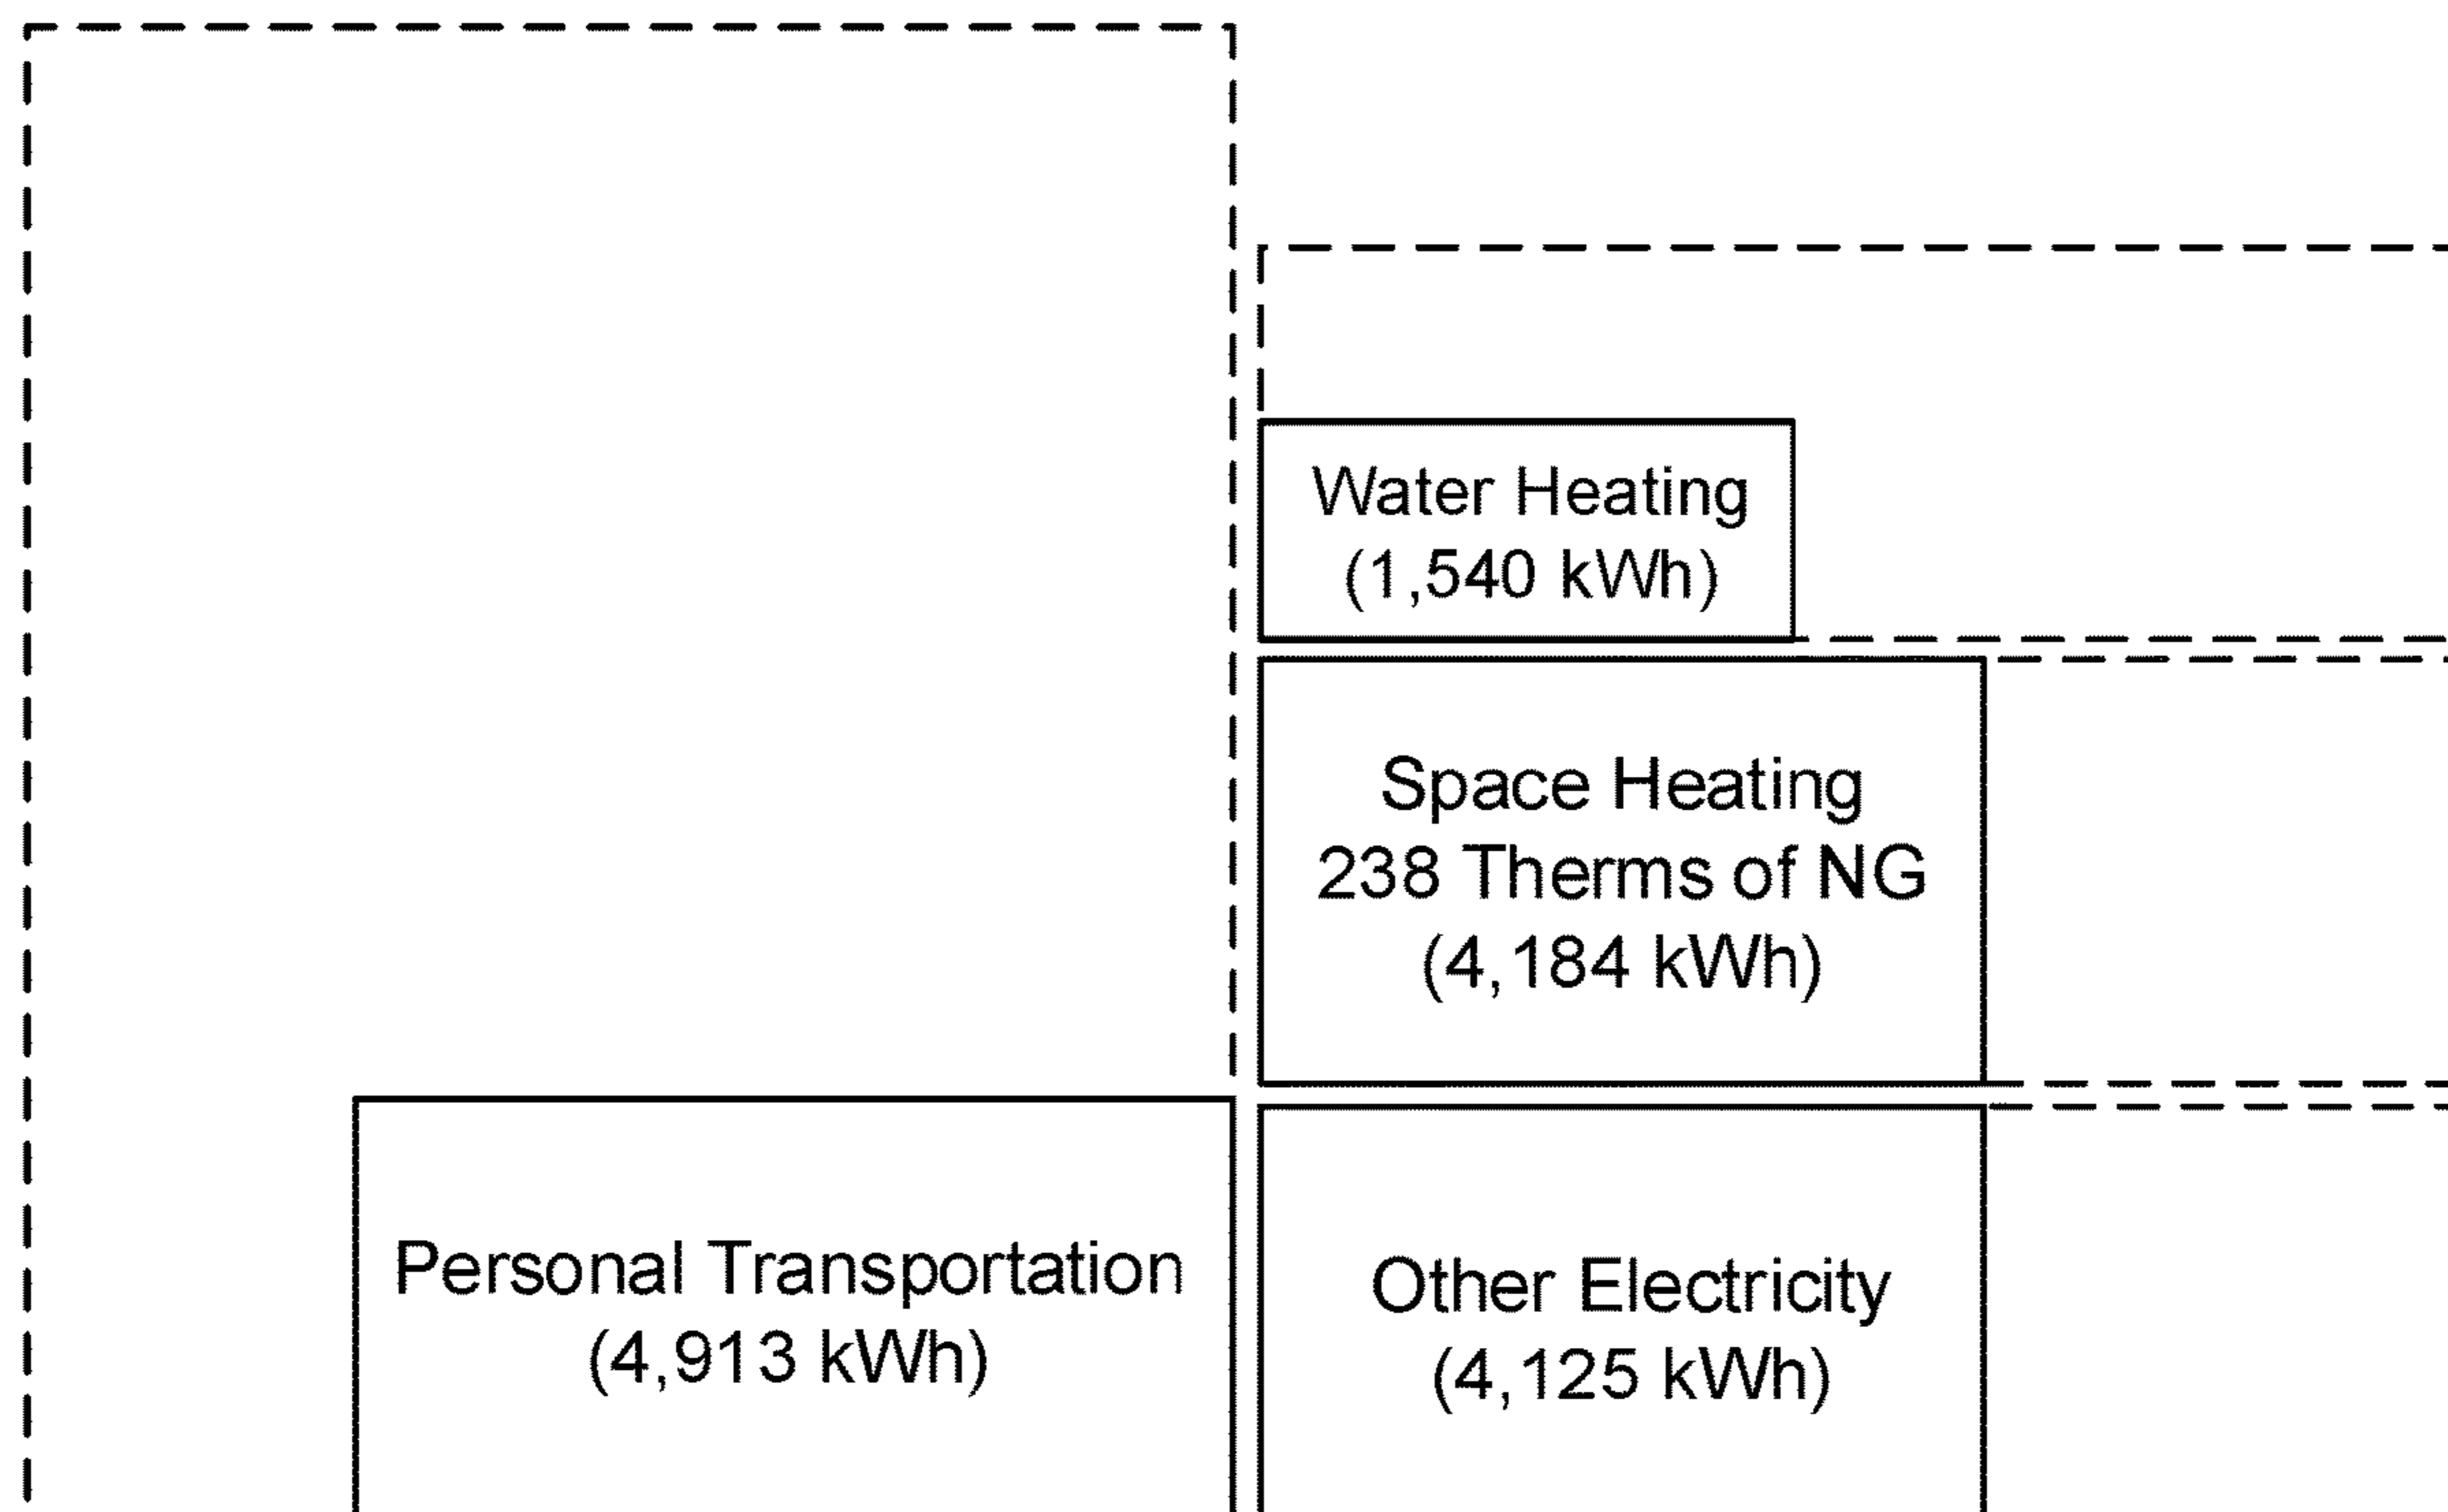 Water Heating
(1,540 kWh)
Space Heating
238 Therms of NG
(4,184 kWh)
Personal Transportation
(4,913 kWh)
Other Electricity
(4,125 kWh)